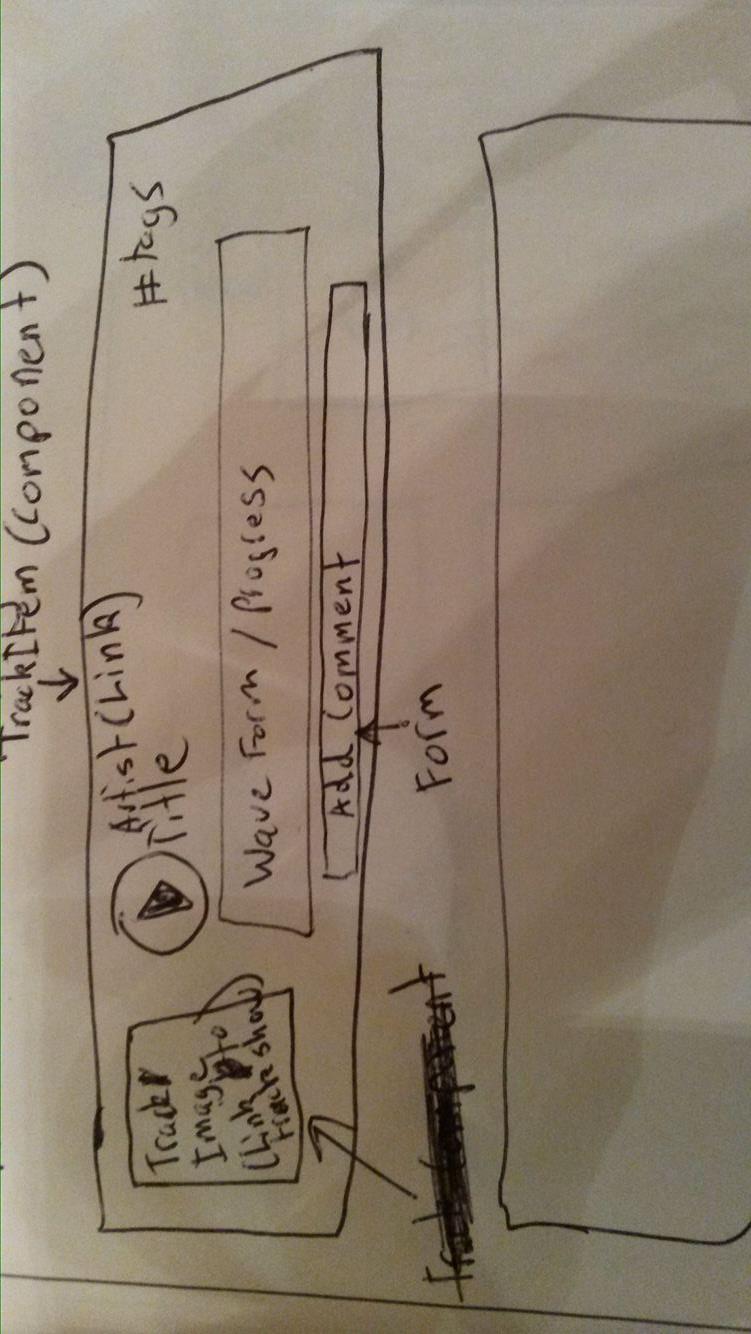 TrackItem (Component)
Artist (Link)
Title
#tags
Wave Form / Progress
Add Comment
Form
Track
Image
(Link to
track show)